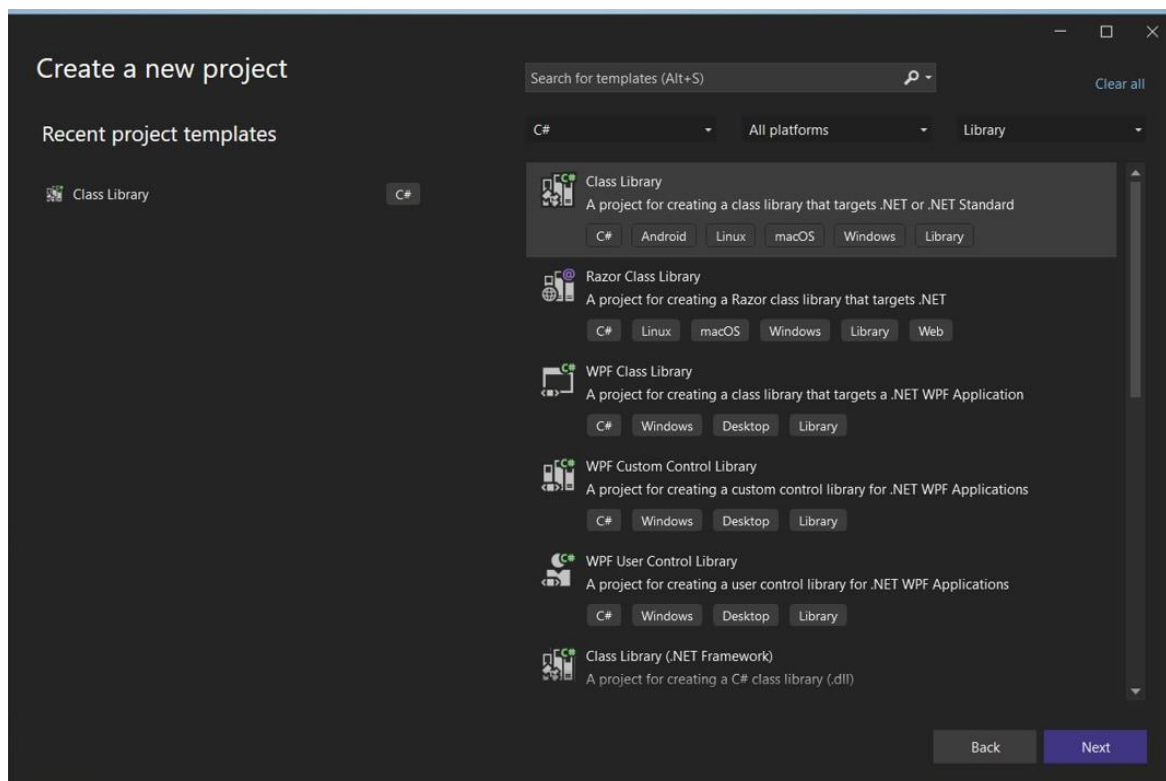 Create a new project
Search for templates (Alt+S)
Clear all
Recent project templates
C#
All platforms
Library
Class Library
C#
Class Library
A project for creating a class library that targets .NET or .NET Standard
C# Android Linux macOS Windows Library
Razor Class Library
A project for creating a Razor class library that targets .NET
C# Linux macOS Windows Library Web
WPF Class Library
A project for creating a class library that targets a .NET WPF Application
C# Windows Desktop Library
WPF Custom Control Library
A project for creating a custom control library for .NET WPF Applications
C# Windows Desktop Library
WPF User Control Library
A project for creating a user control library for .NET WPF Applications
C# Windows Desktop Library
Class Library (.NET Framework)
A project for creating a C# class library (.dll)
Back
Next